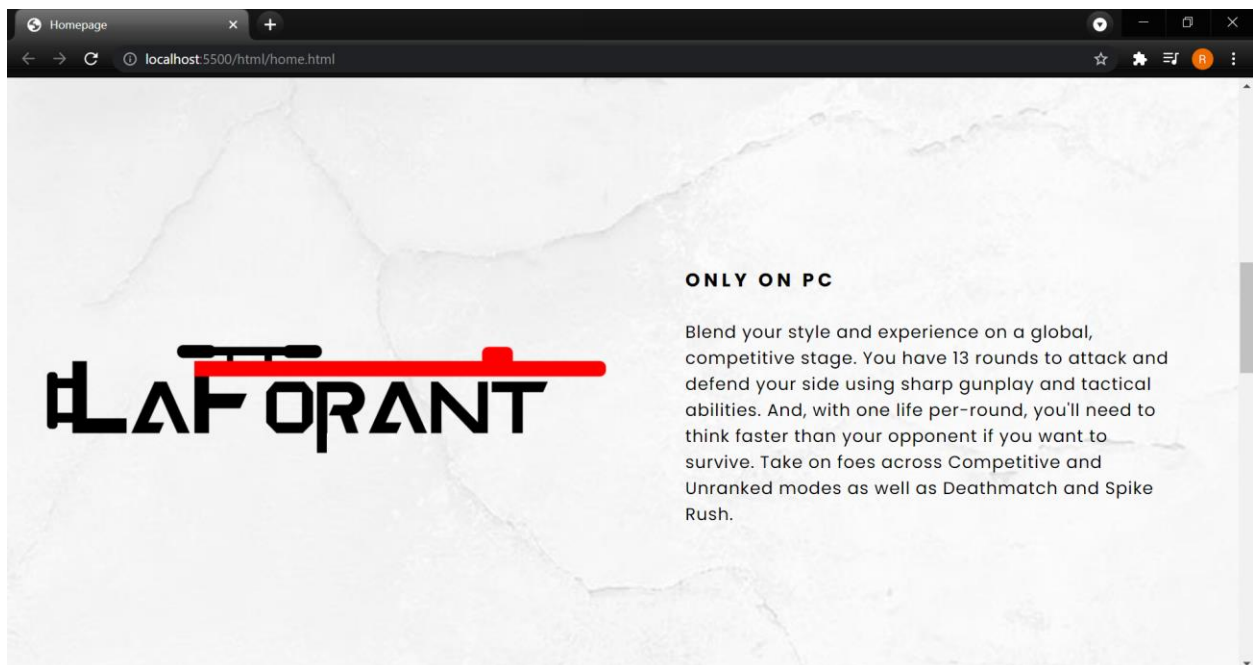 Homepage
localhost:5500/html/home.html
R
ONLY ON PC
LAFORANT
Blend your style and experience on a global,
competitive stage. You have 13 rounds to attack and
defend your side using sharp gunplay and tactical
abilities. And, with one life per-round, you'll need to
think faster than your opponent if you want to
survive. Take on foes across Competitive and
Unranked modes as well as Deathmatch and Spike
Rush.